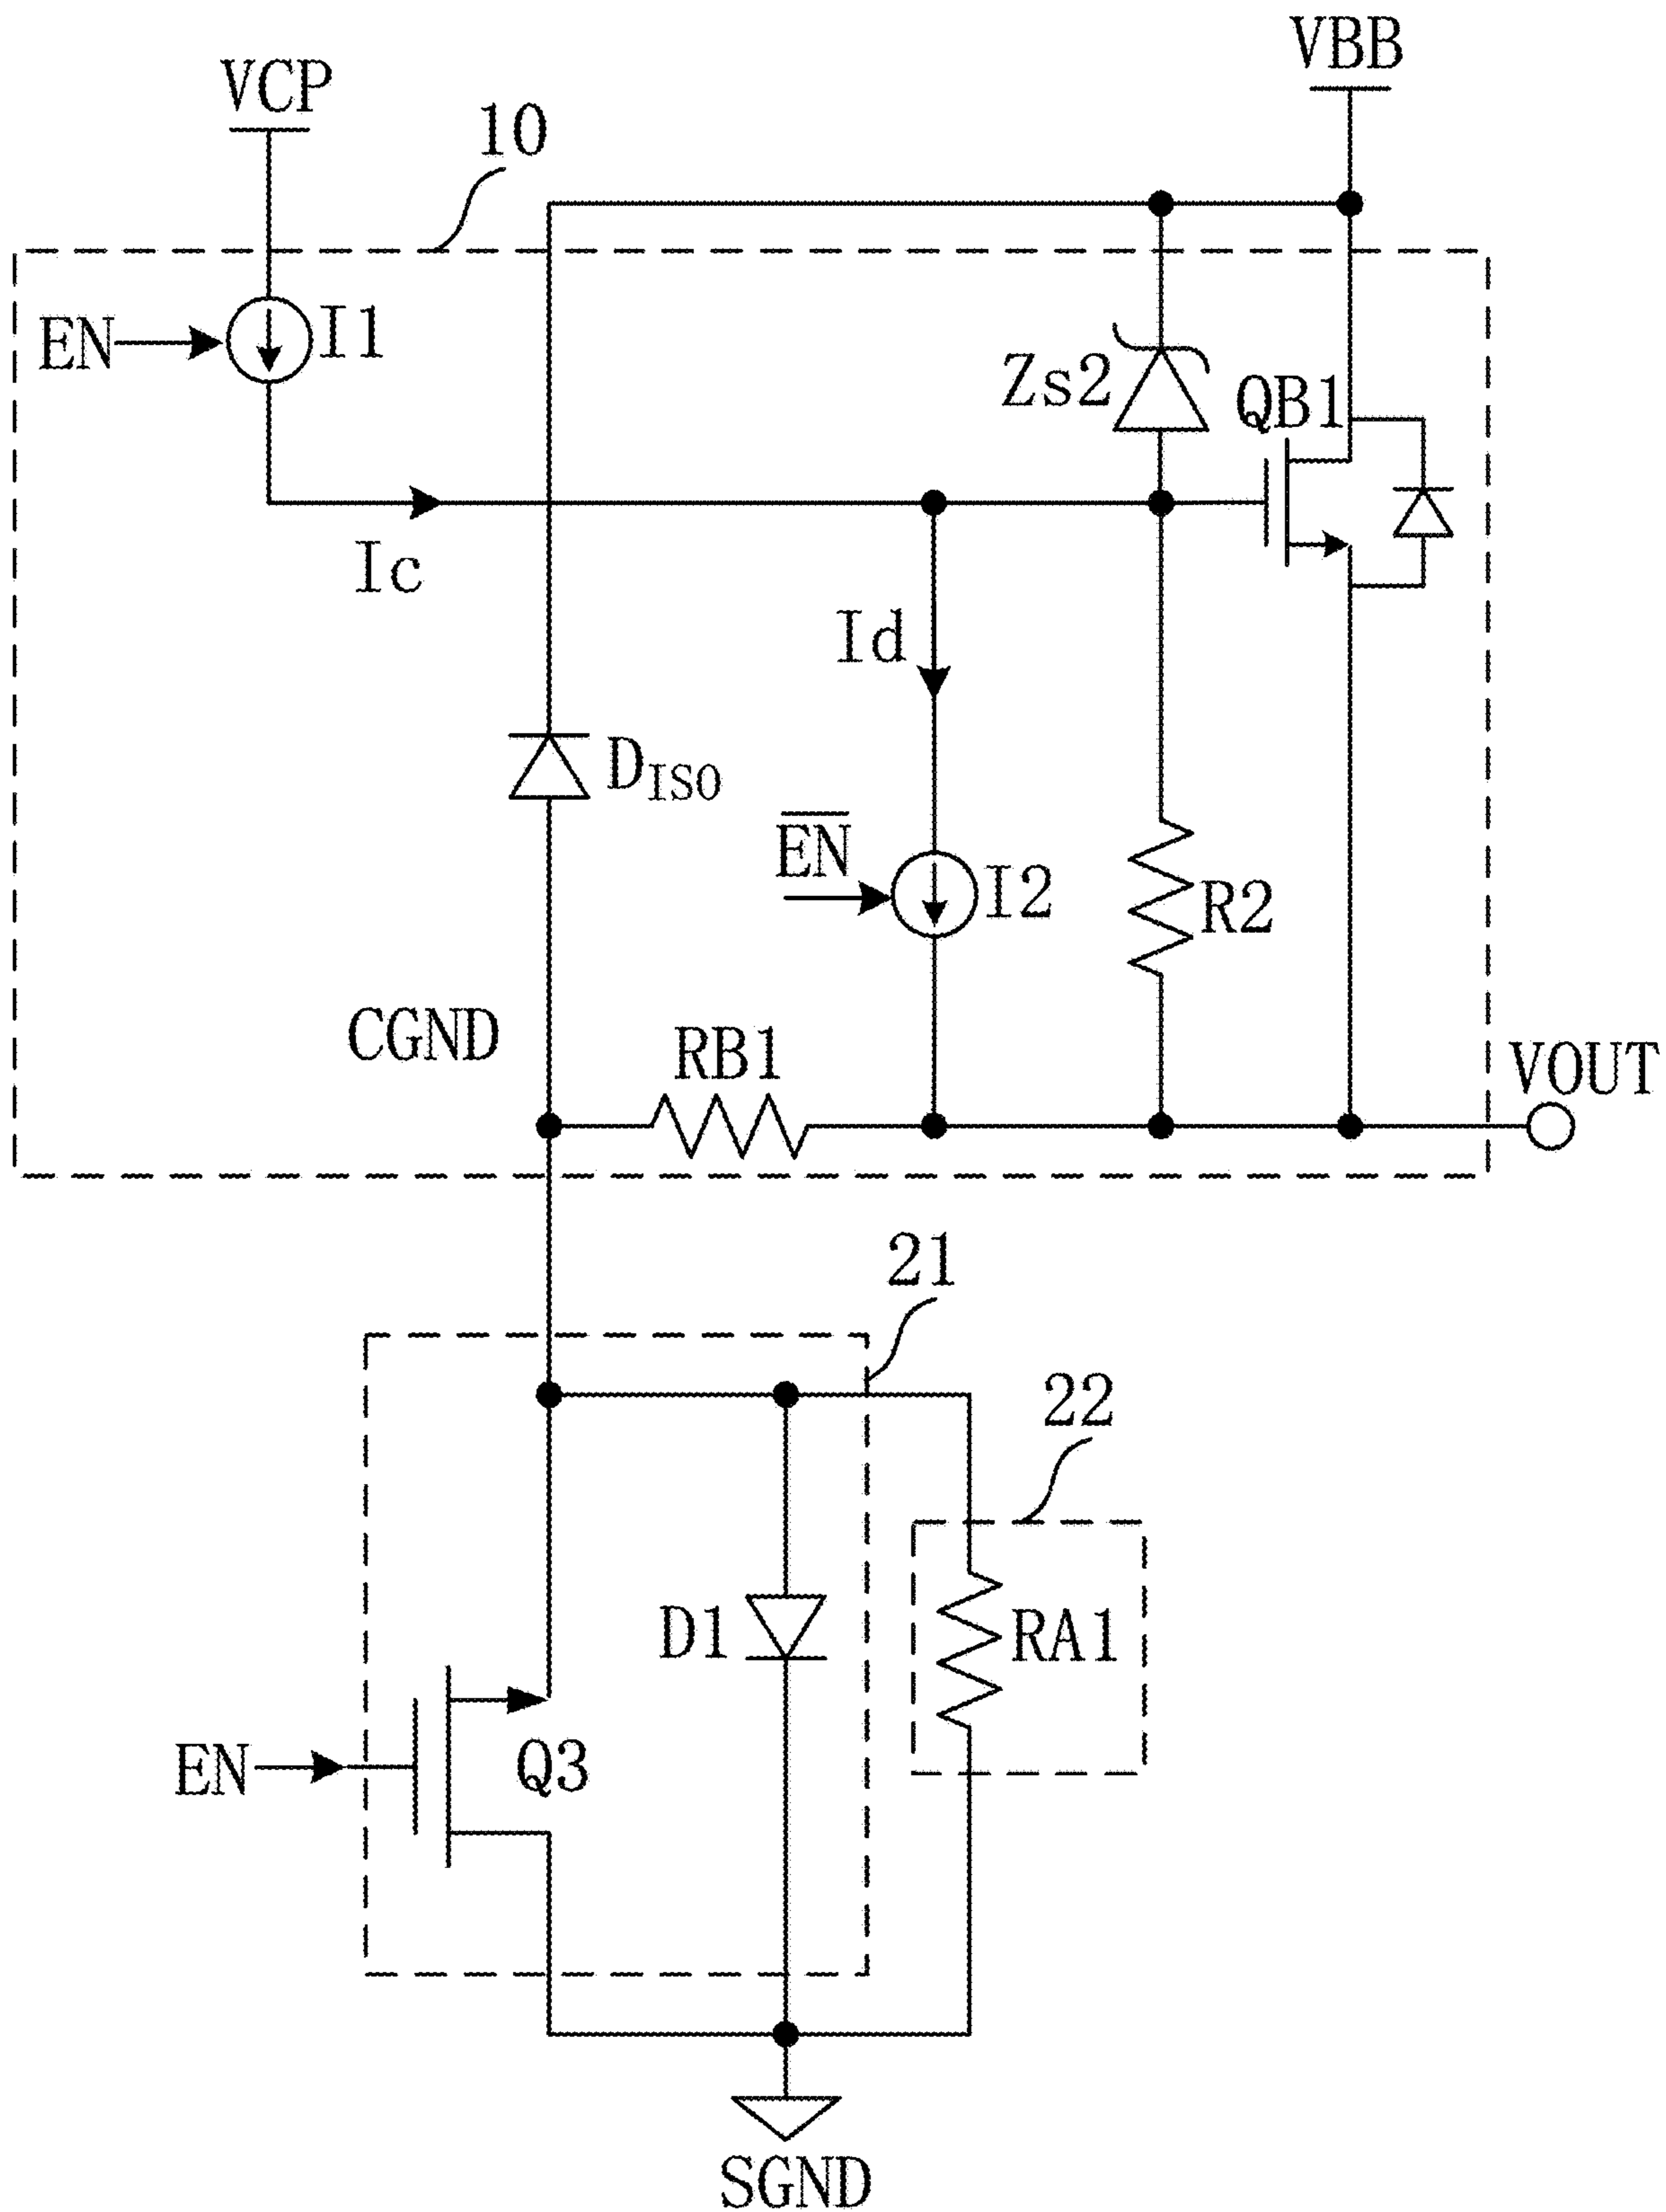 VBB
VCP
10
EN
I1
Zs2
QB1
Ic
Id
DISO
EN
I2
R2
CGND
RB1
VOUT
21
22
D1
RA1
EN
Q3
SGND